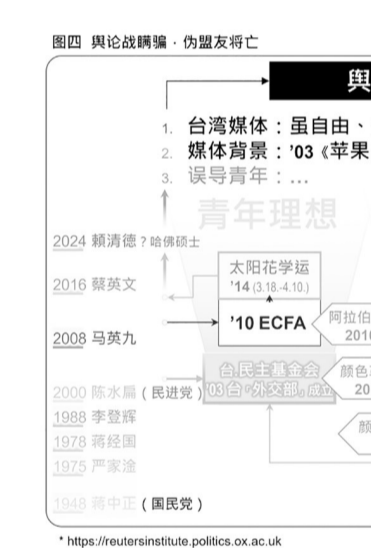 图四 舆论战瞒骗 · 伪盟友将亡
舆
1. 台湾媒体：虽自由、
2. 媒体背景：’03《苹果
3. 误导青年：...
青年理想
2024 賴清德 ? 哈佛硕士
太阳花学运
’14 (3.18.-4.10.)
2016 蔡英文
’10 ECFA
阿拉伯
2010
2008 马英九
台.民主基金会
’03 台「外交部」成立
颜色
20
2000 陈水扁 ( 民进党 )
1988 李登辉
颜
1978 蒋经国
1975 严家淦
1948 蒋中正 ( 国民党 )
* https://reutersinstitute.politics.ox.ac.uk